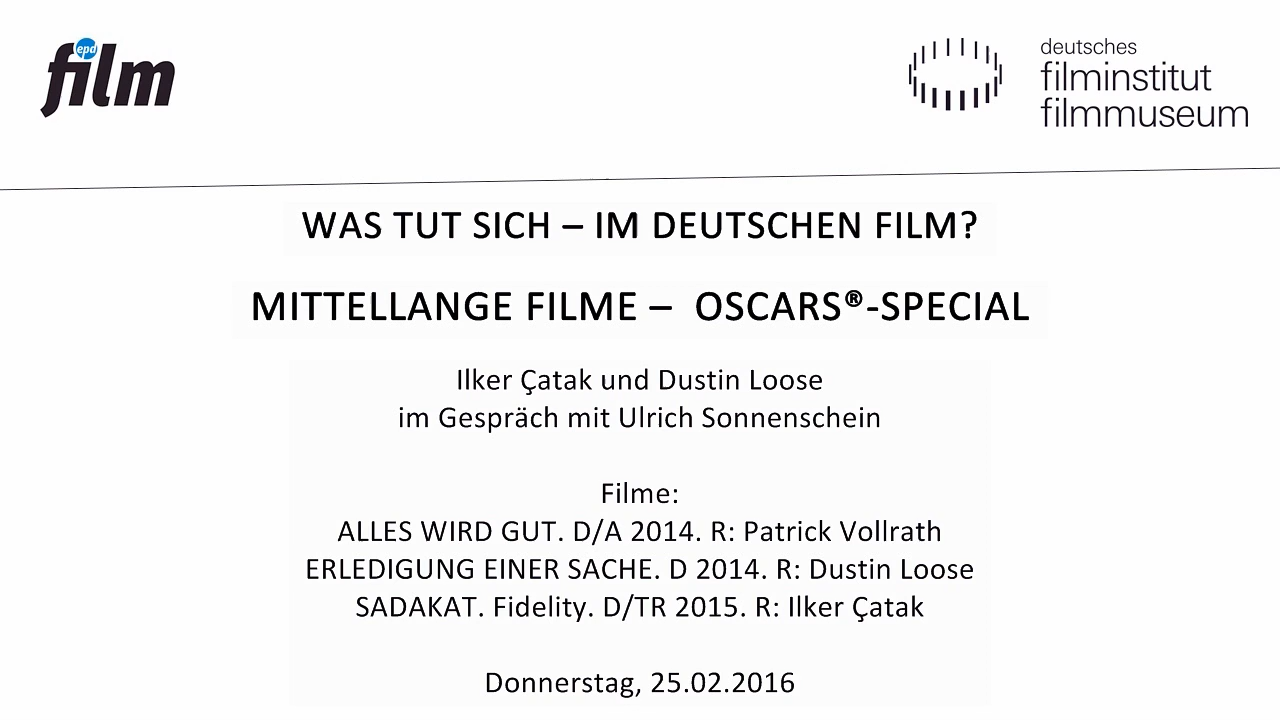 epd
film
deutsches
filminstitut
filmmuseum
WAS TUT SICH – IM DEUTSCHEN FILM?
MITTELLANGE FILME – OSCARS®-SPECIAL
Ilker Çatak und Dustin Loose
im Gespräch mit Ulrich Sonnenschein
Filme:
ALLES WIRD GUT. D/A 2014. R: Patrick Vollrath
ERLEDIGUNG EINER SACHE. D 2014. R: Dustin Loose
SADAKAT. Fidelity. D/TR 2015. R: Ilker Çatak
Donnerstag, 25.02.2016